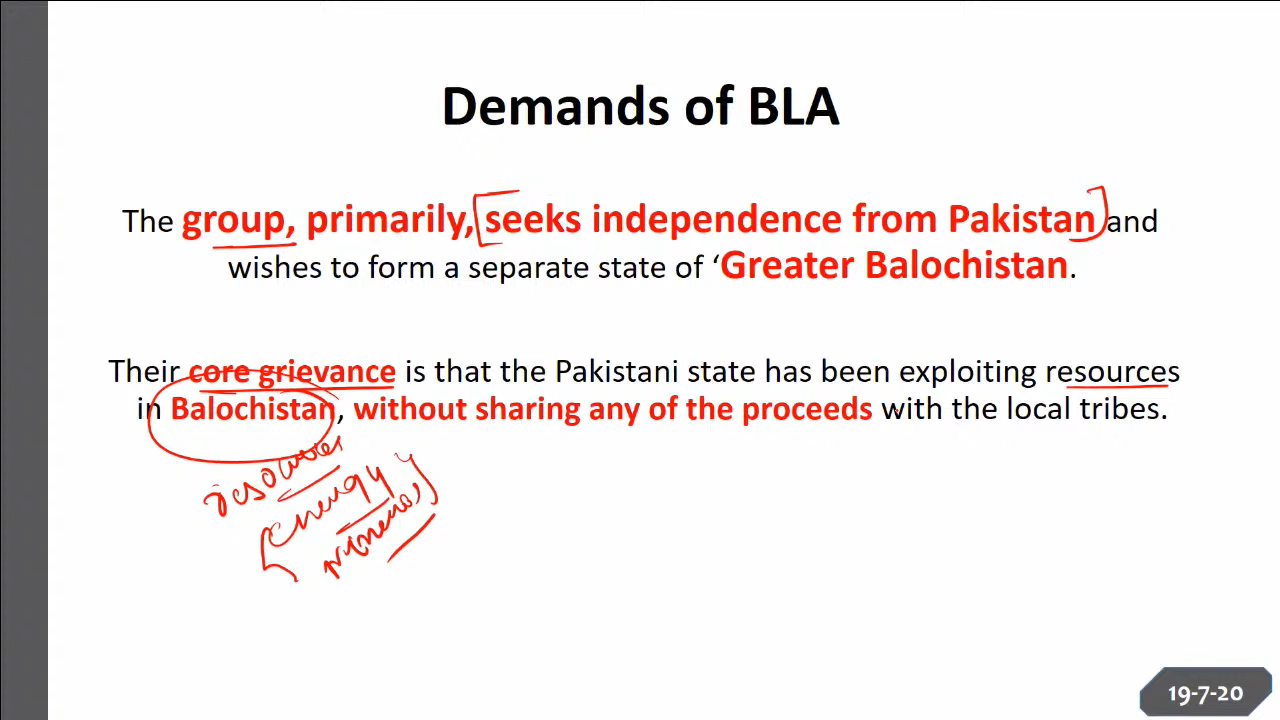 Demands of BLA
The group, primarily, seeks independence from Pakistan and
wishes to form a separate state of ‘Greater Balochistan.
Their core grievance is that the Pakistani state has been exploiting resources
in Balochistan, without sharing any of the proceeds with the local tribes.
resources
energy
mineral
19-7-20